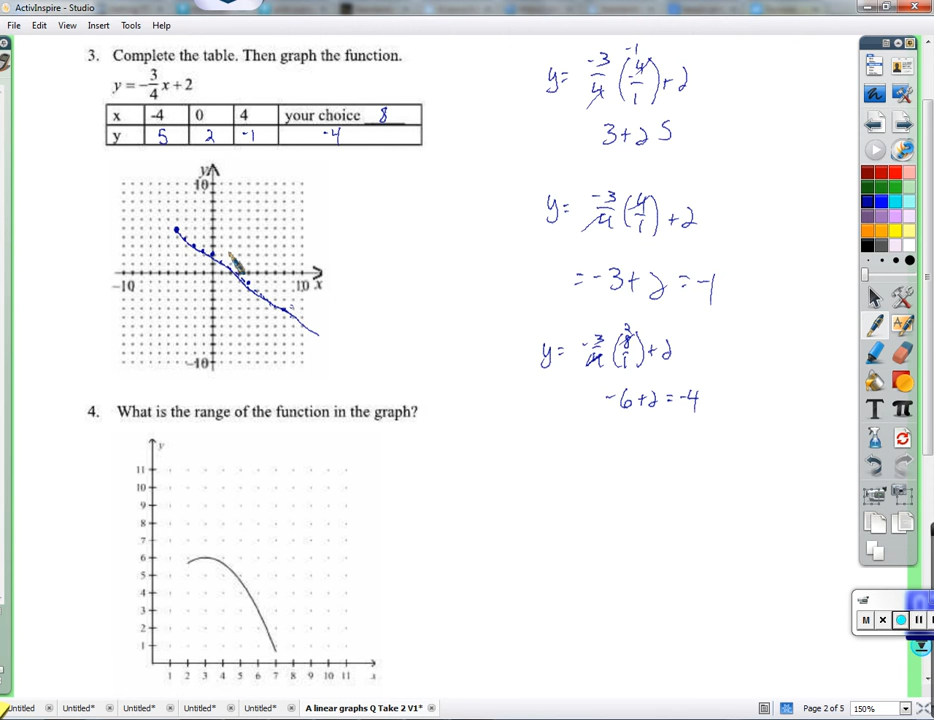 ActivInspire - Studio
File Edit View Insert Tools Help
3. Complete the table. Then graph the function.
y = -3/4 x + 2
x -4 0 4 your choice 8
y 5 2 -1 -4
y
10
-10
10 x
-10
y = -3/4 (-4/1) + 2
-1
3+2 5
y = -3/4 (4/1) + 2
= -3 + 2 = -1
y = -3/4 (8/1) + 2
2
-6+2 = -4
4. What is the range of the function in the graph?
y
11
10
9
8
7
6
5
4
3
2
1
1 2 3 4 5 6 7 8 9 10 11 x
M
Untitled Untitled* Untitled* Untitled* Untitled* A linear graphs Q Take 2 V1* Page 2 of 5 150%